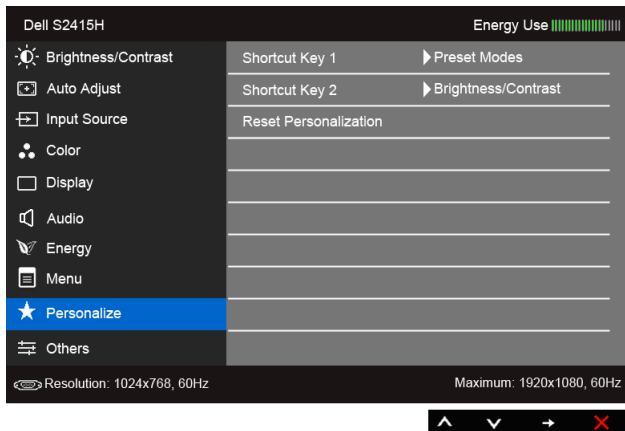 Dell S2415H Energy Use
Brightness/Contrast
Shortcut Key 1 Preset Modes
Auto Adjust
Shortcut Key 2 Brightness/Contrast
Input Source
Reset Personalization
Color
Display
Audio
Energy
Menu
Personalize
Others
Resolution: 1024x768, 60Hz Maximum: 1920x1080, 60Hz